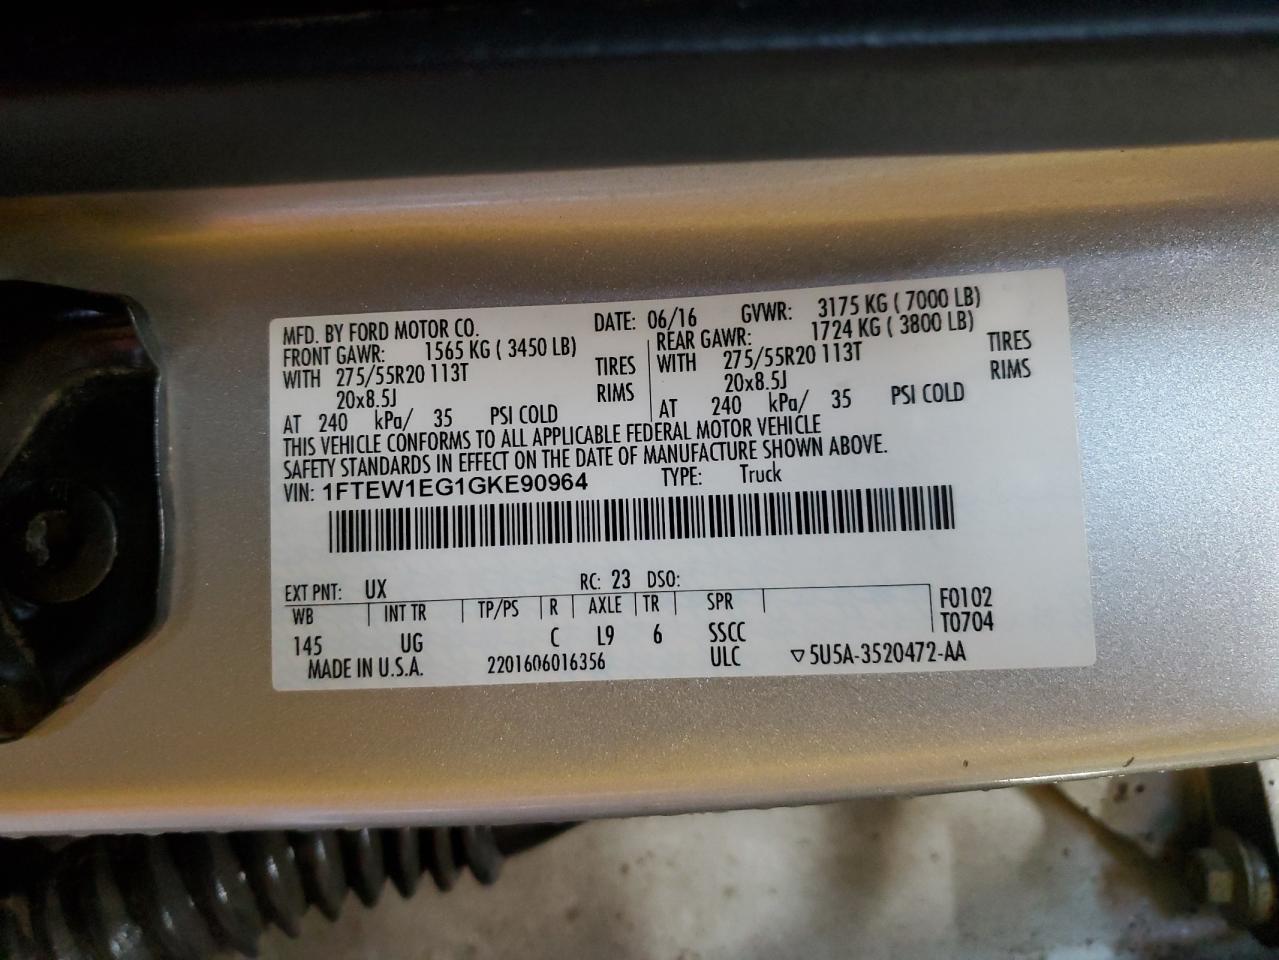 MFD. BY FORD MOTOR CO. DATE: 06/16 GVWR: 3175 KG ( 7000 LB)
FRONT GAWR: 1565 KG ( 3450 LB) REAR GAWR: 1724 KG ( 3800 LB)
WITH 275/55R20 113T TIRES WITH 275/55R20 113T TIRES
20x8.5J RIMS 20x8.5J RIMS
AT 240 kPa/ 35 PSI COLD AT 240 kPa/ 35 PSI COLD
THIS VEHICLE CONFORMS TO ALL APPLICABLE FEDERAL MOTOR VEHICLE
SAFETY STANDARDS IN EFFECT ON THE DATE OF MANUFACTURE SHOWN ABOVE.
VIN: 1FTEW1EG1GKE90964 TYPE: Truck
EXT PNT: UX RC: 23 DSO:
WB INT TR TP/PS R AXLE TR SPR F0102
145 UG C L9 6 SSCC T0704
MADE IN U.S.A. 2201606016356 ULC ▽5U5A-3520472-AA